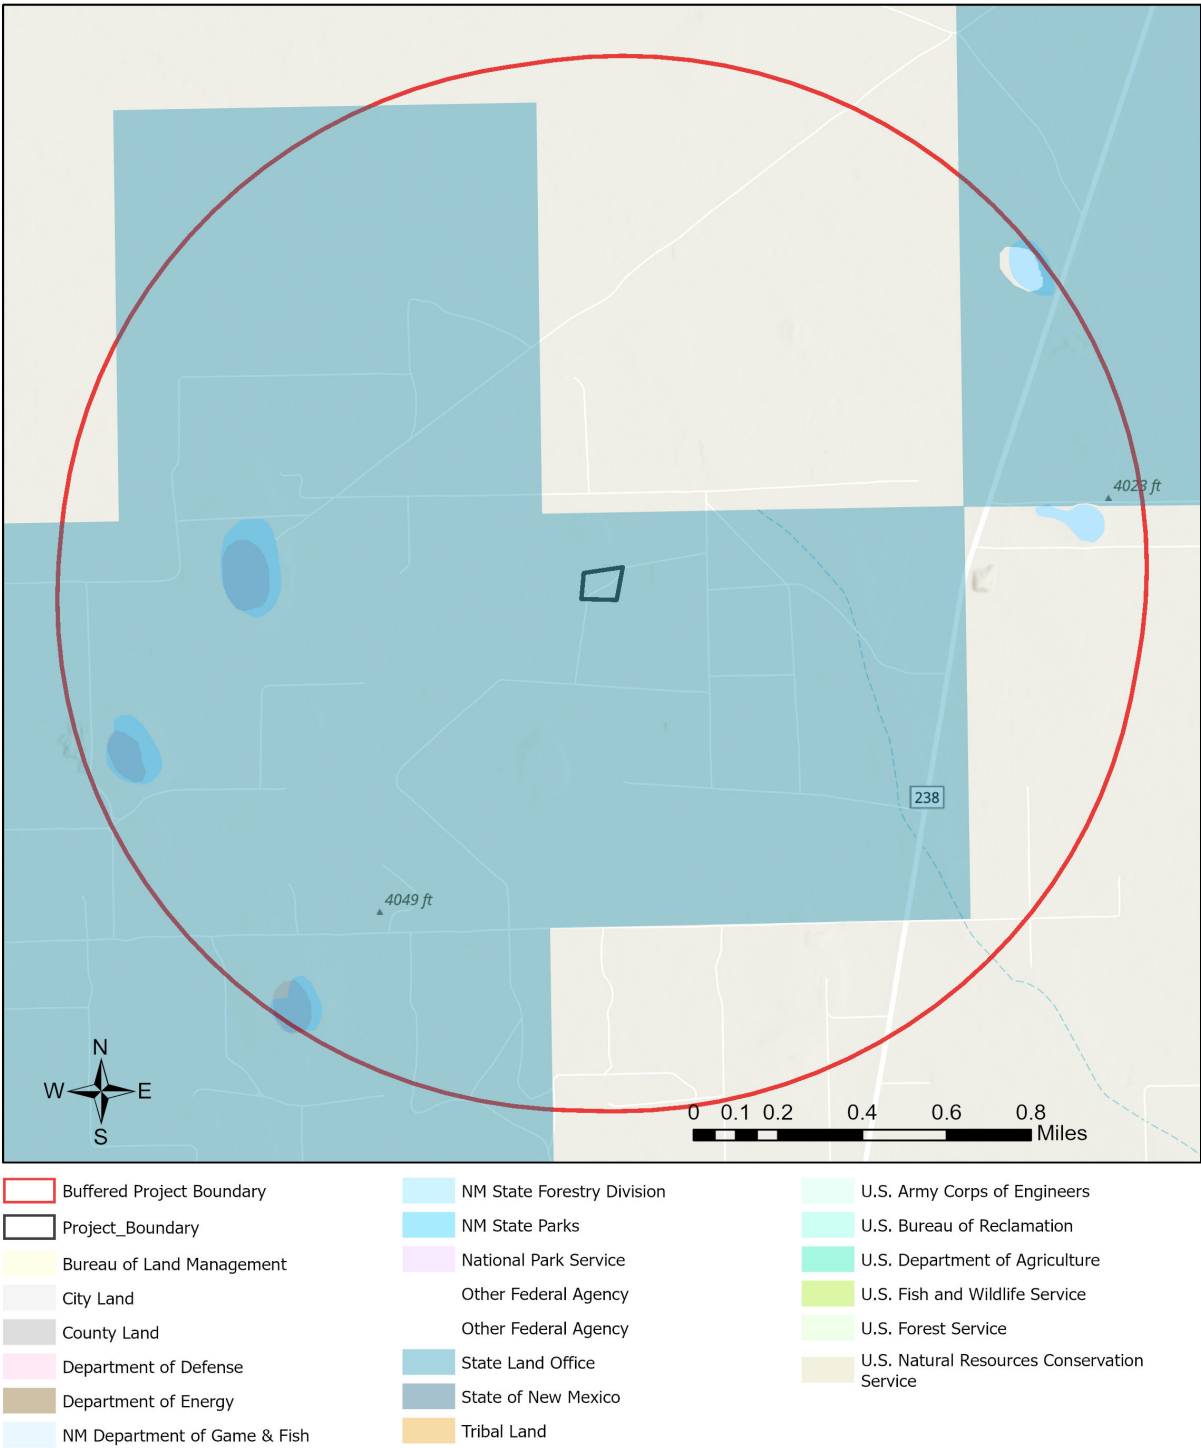 4023 ft
238
4049 ft
N
W E
S
0 0.1 0.2 0.4 0.6 0.8
Miles
Buffered Project Boundary
Project_Boundary
Bureau of Land Management
City Land
County Land
Department of Defense
Department of Energy
NM Department of Game & Fish
NM State Forestry Division
NM State Parks
National Park Service
Other Federal Agency
Other Federal Agency
State Land Office
State of New Mexico
Tribal Land
U.S. Army Corps of Engineers
U.S. Bureau of Reclamation
U.S. Department of Agriculture
U.S. Fish and Wildlife Service
U.S. Forest Service
U.S. Natural Resources Conservation
Service